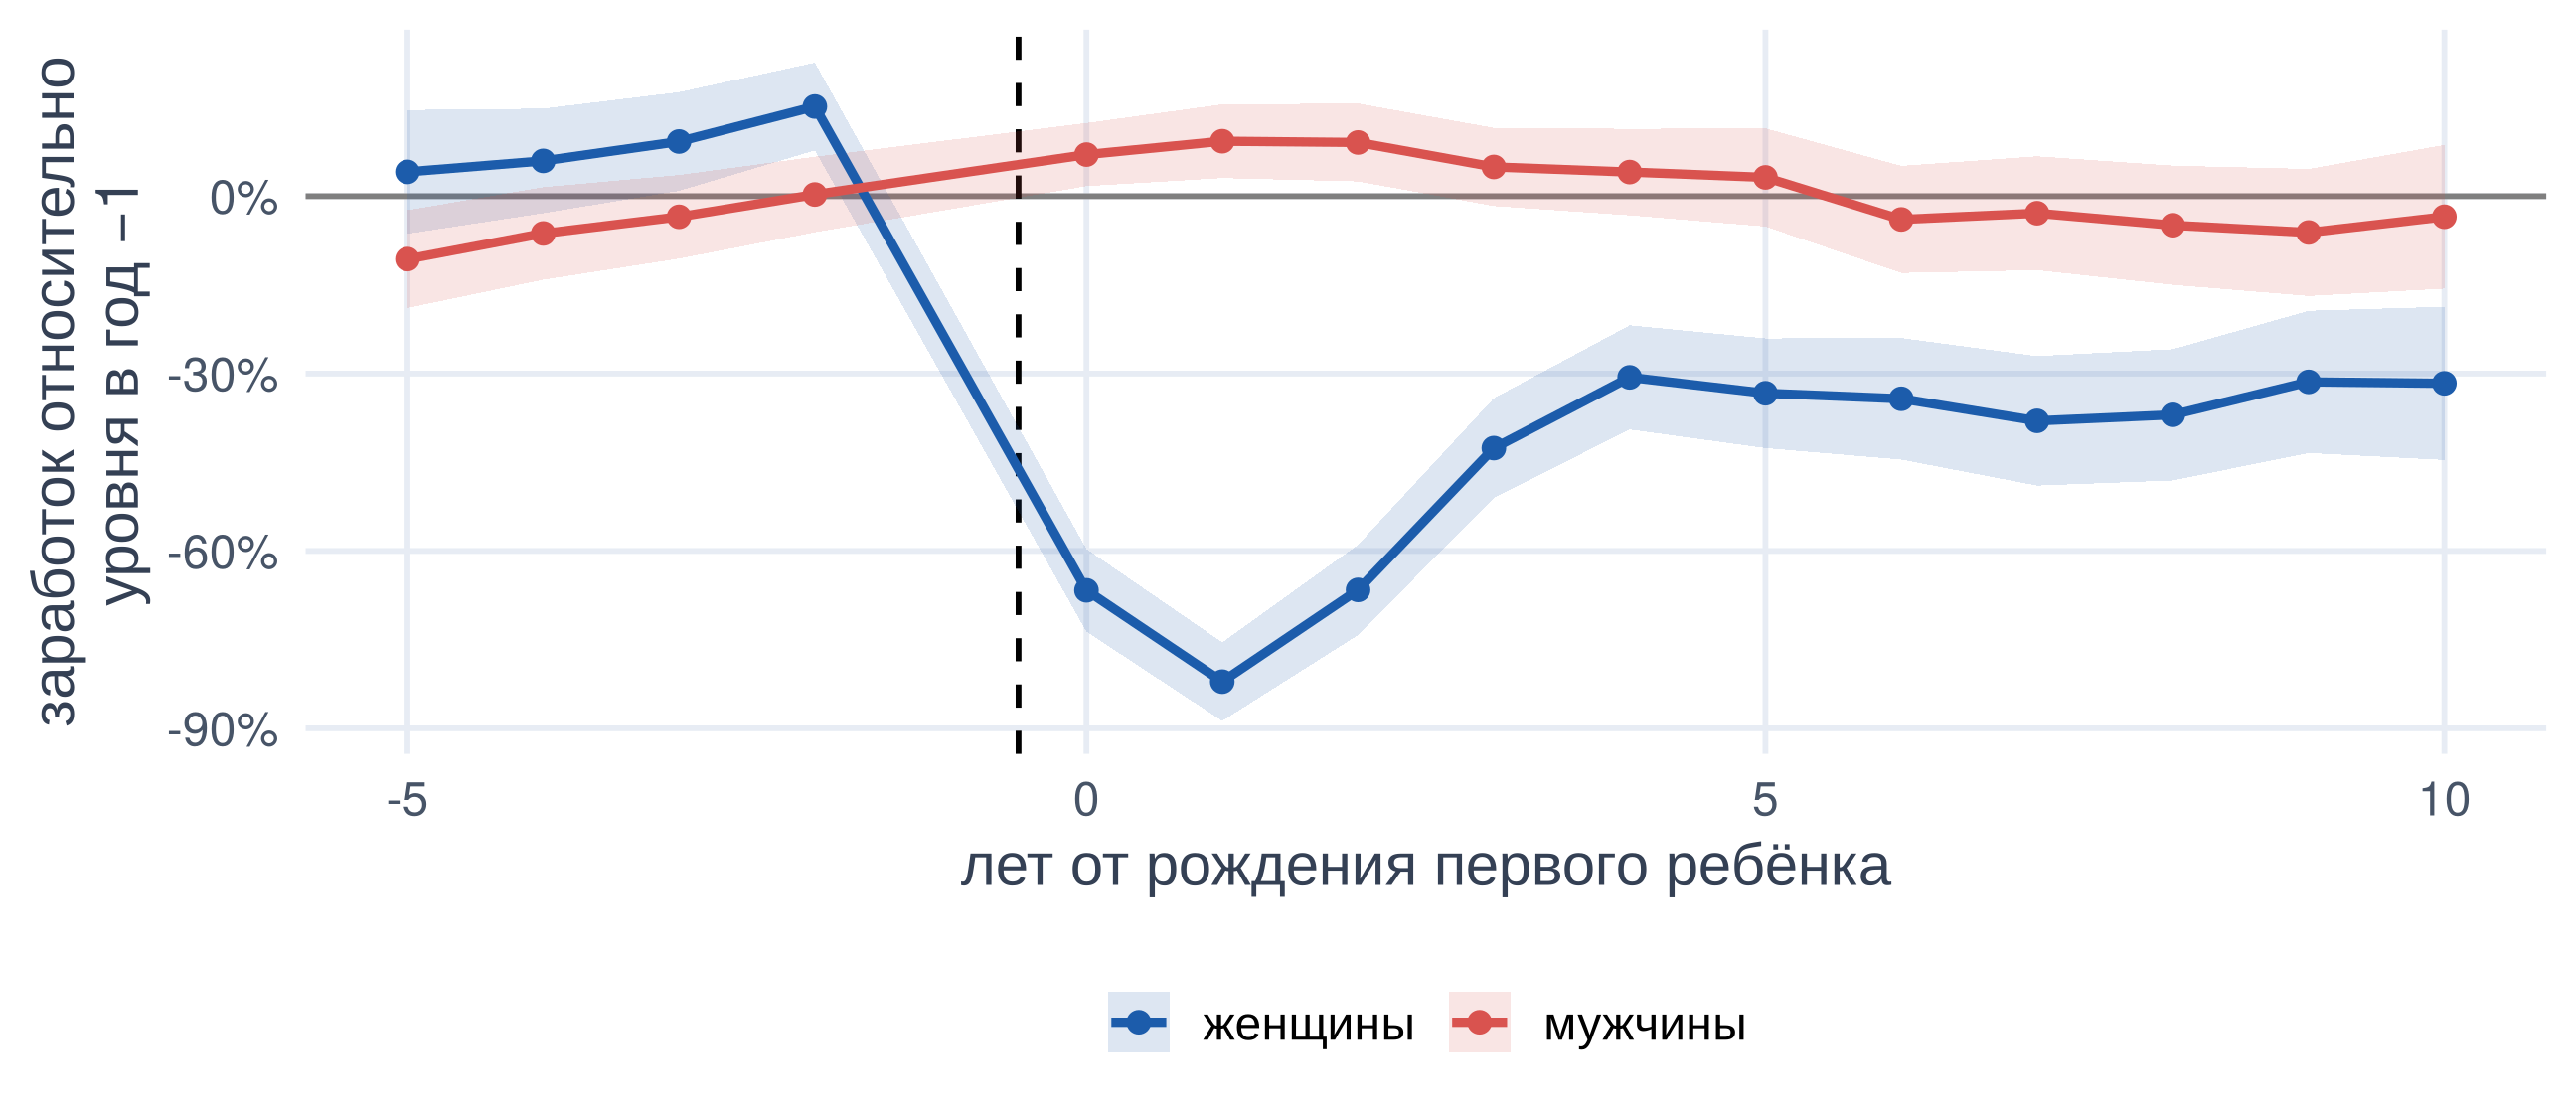 заработок относительно
уровня в год −1
0%
-30%
-60%
-90%
-5
0
5
10
лет от рождения первого ребёнка
женщины
мужчины